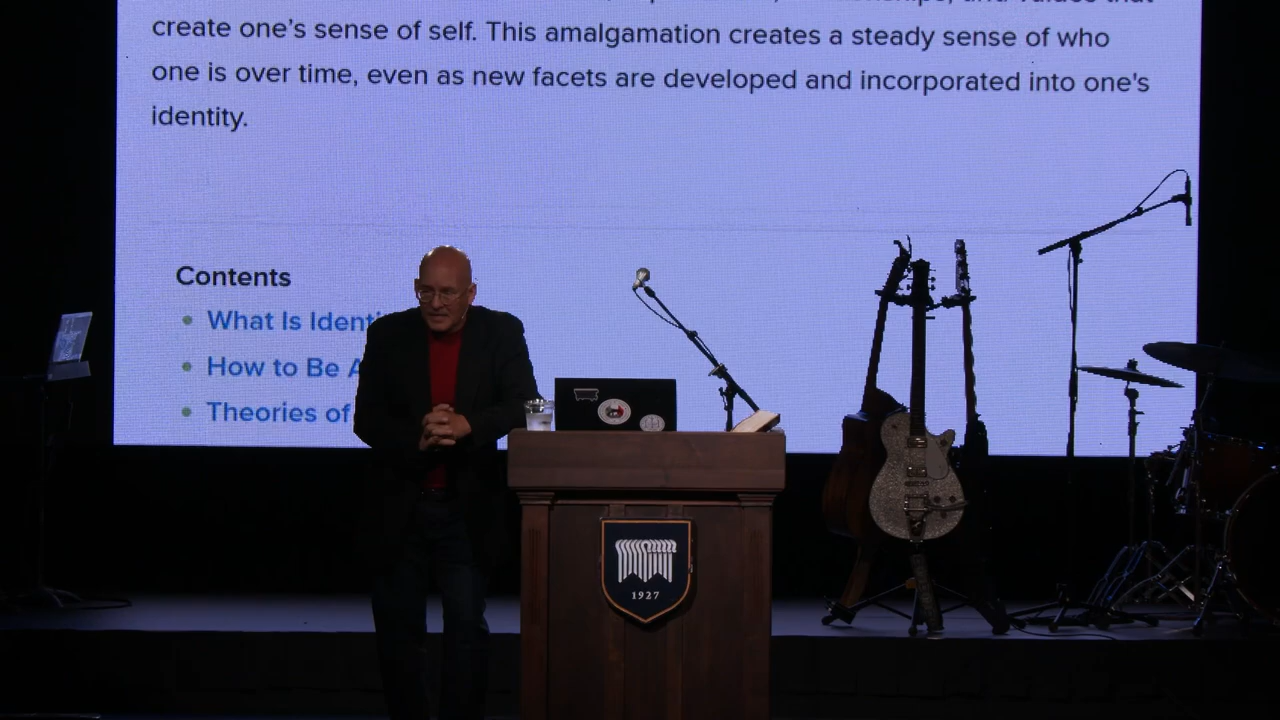 create one's sense of self. This amalgamation creates a steady sense of who
one is over time, even as new facets are developed and incorporated into one's
identity.
Contents
What Is
How to Be
Theories of
1927